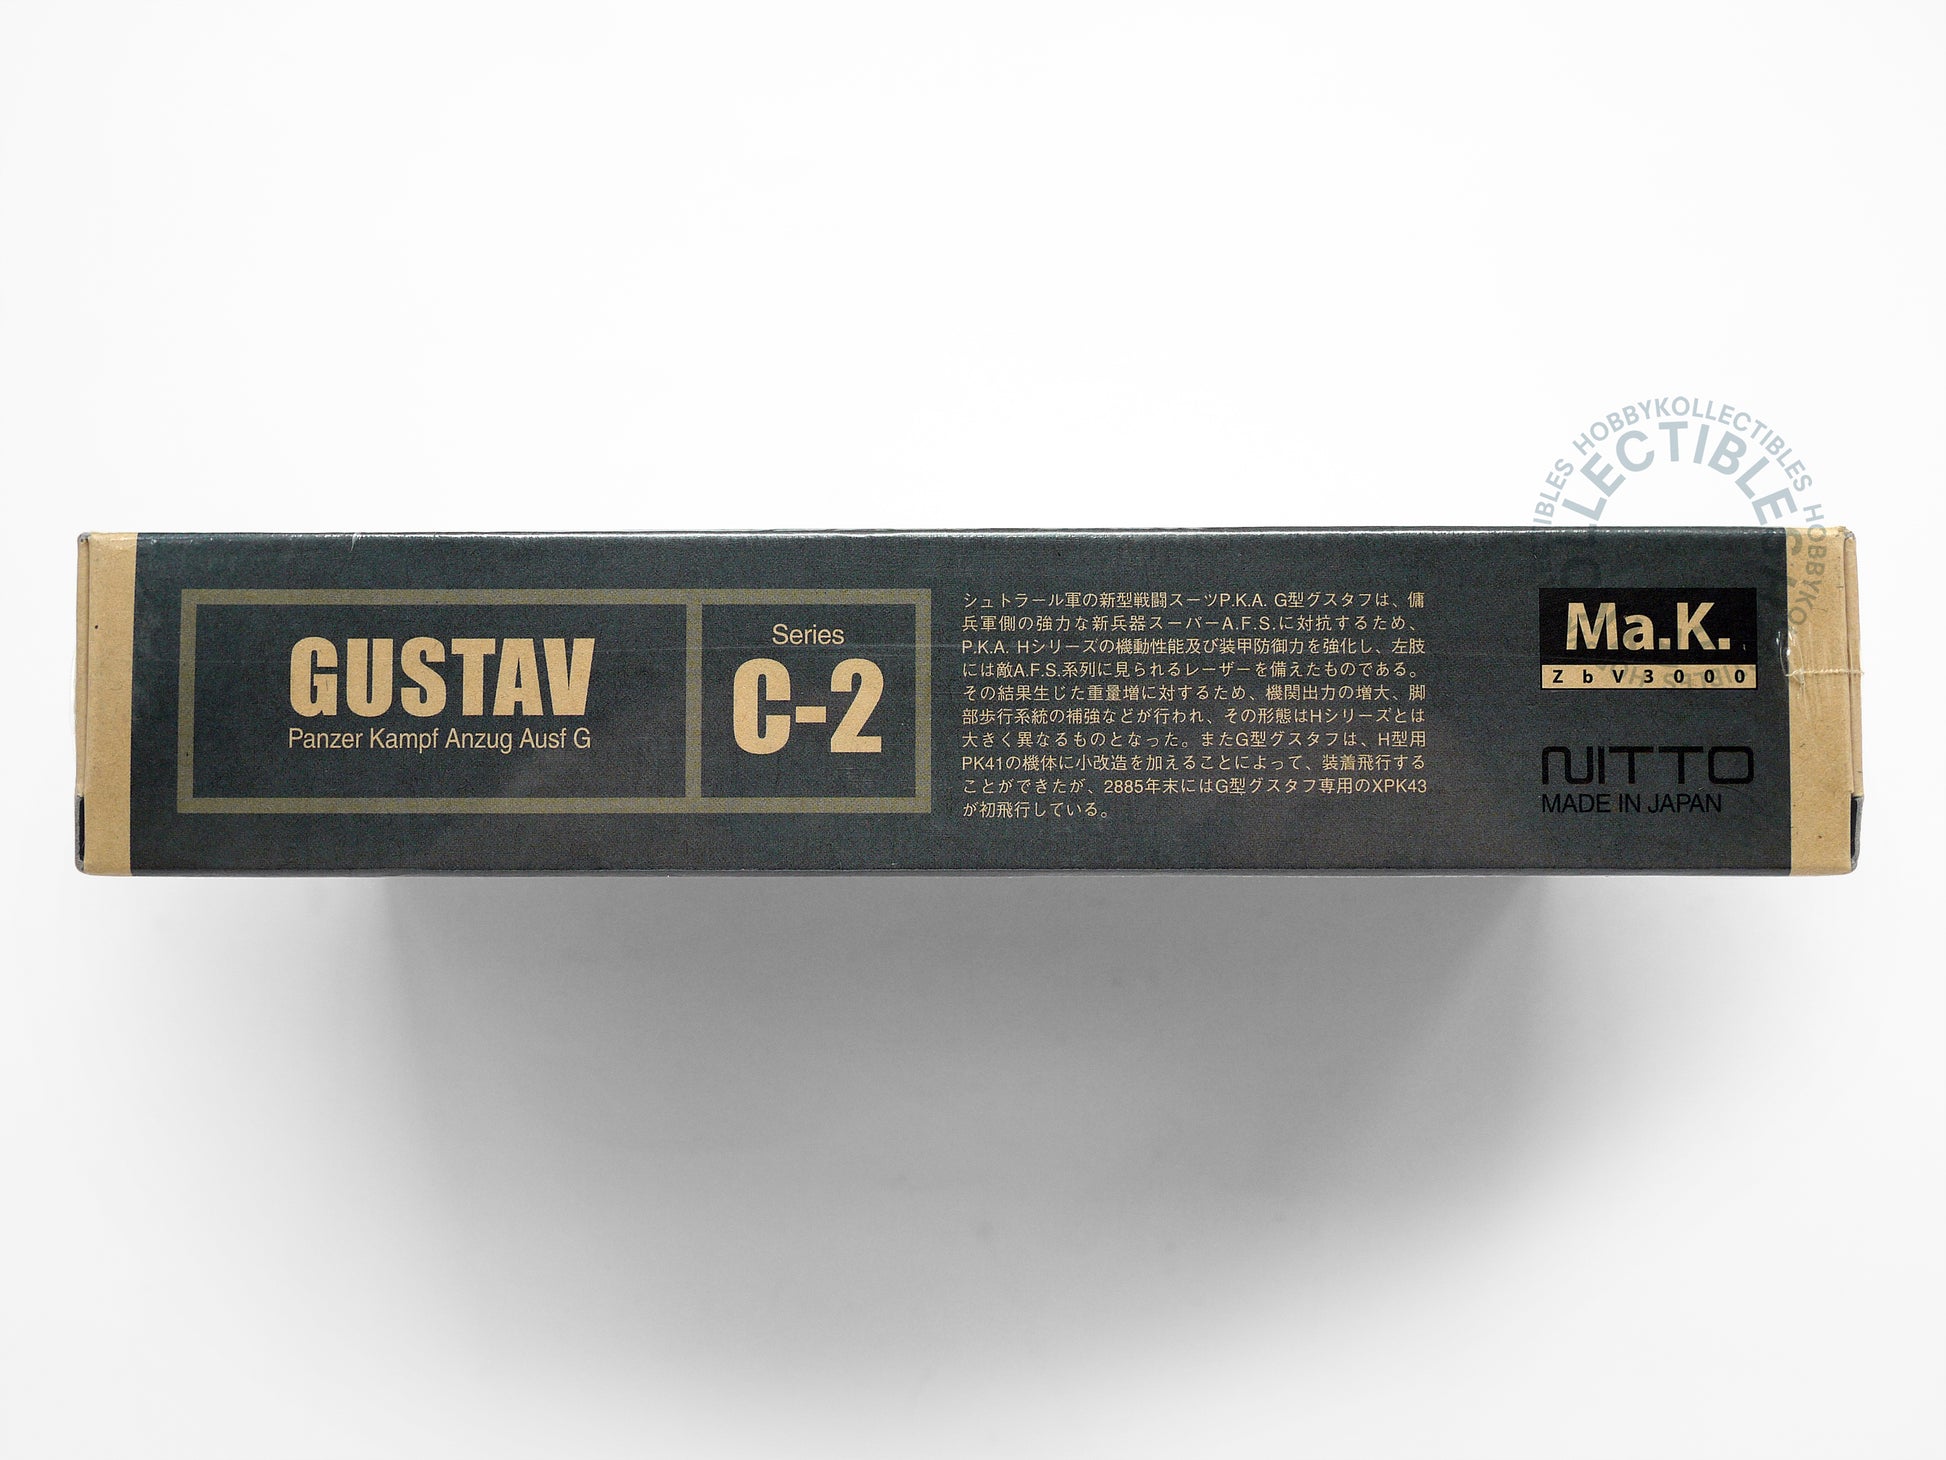 GUSTAV
Panzer Kampf Anzug Ausf G
Series
C-2
シュトラール軍の新型戦闘スーツP.K.A. G型グスタフは、傭
兵軍側の強力な新兵器スーパーA.F.S.に対抗するため、
P.K.A. Hシリーズの機動性能及び装甲防御力を強化し、左肢
には敵A.F.S.系列に見られるレーザーを備えたものである。
その結果生じた重量増に対するため、機関出力の増大、脚
部歩行系統の補強などが行われ、その形態はHシリーズとは
大きく異なるものとなった。またG型グスタフは、H型用
PK41の機体に小改造を加えることによって、装着飛行する
ことができたが、2885年末にはG型グスタフ専用のXPK43
が初飛行している。
Ma.K.
ZbV3000
NITTO
MADE IN JAPAN
HOBBYKOLLECTIBLES